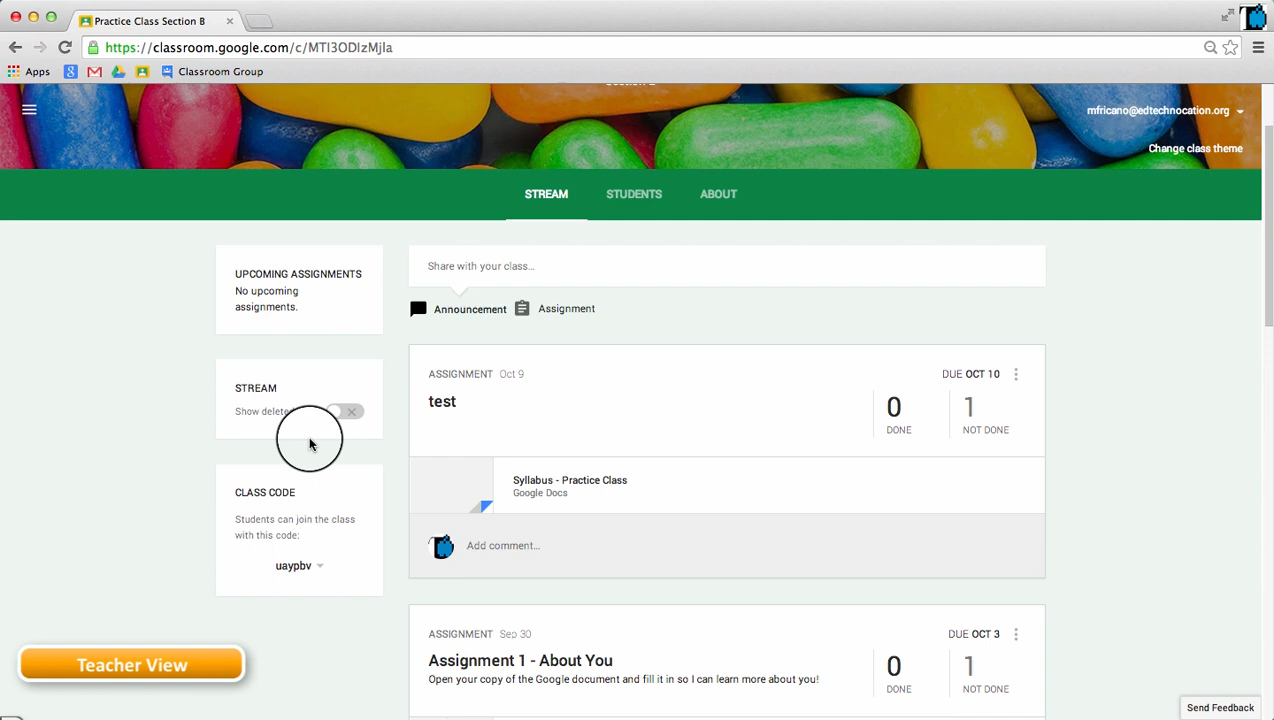 Practice Class Section B
https://classroom.google.com/c/MTI3ODIzMjla
Apps
Classroom Group
mfricano@edtechnocation.org
Change class theme
STREAM STUDENTS ABOUT
UPCOMING ASSIGNMENTS
No upcoming
assignments.
Share with your class...
Announcement Assignment
STREAM
Show deleted
CLASS CODE
Students can join the class
with this code:
uaypbv
ASSIGNMENT Oct 9
DUE OCT 10
test
0
DONE
1
NOT DONE
Syllabus - Practice Class
Google Docs
Add comment...
ASSIGNMENT Sep 30
DUE OCT 3
Assignment 1 - About You
Open your copy of the Google document and fill it in so I can learn more about you!
0
DONE
1
NOT DONE
Teacher View
Send Feedback